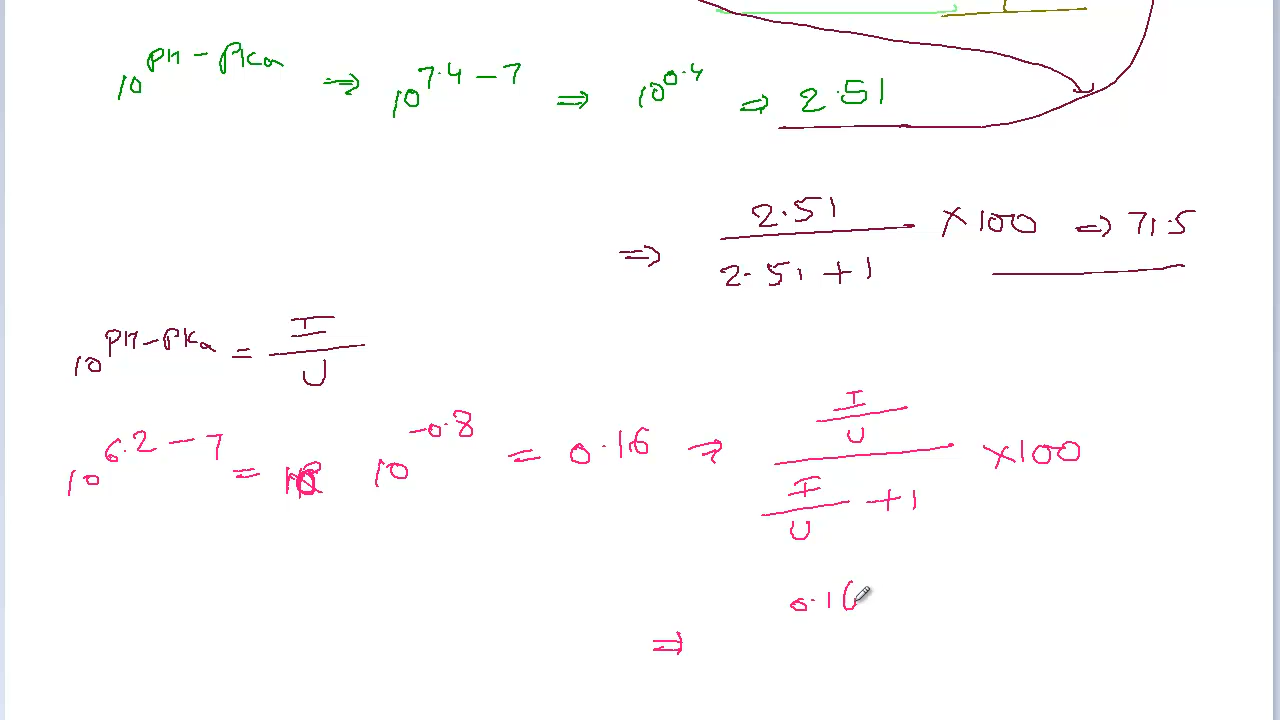 10^(PH - PKa) ⇒ 10^(7.4 - 7) ⇒ 10^(0.4) ⇒ 2.51
⇒ 2.51 / 2.51 + 1 × 100 ⇒ 71.5
10^(PH - PKa) = I / U
10^(6.2 - 7) = 10^(-0.8) = 0.16 ⇒ I/U / I/U + 1 × 100
⇒ 0.16